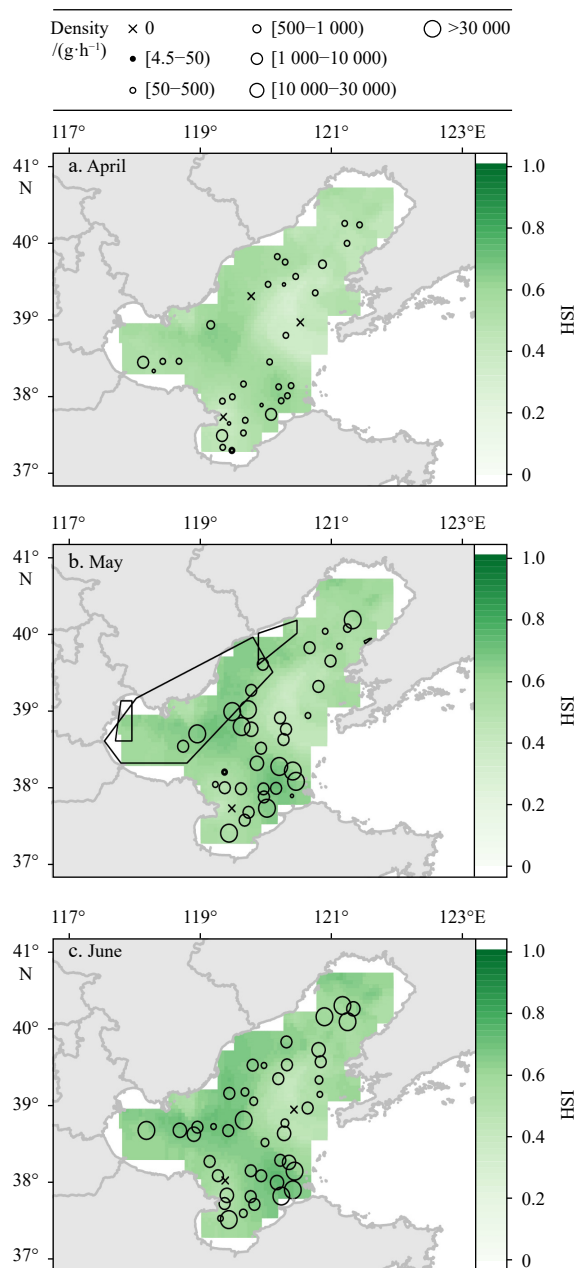 Density × 0 ○ [500−1 000) ○ >30 000
/(g·h⁻¹) • [4.5−50) ○ [1 000−10 000)
○ [50−500) ○ [10 000−30 000)
117° 119° 121° 123°E
41°
N
40°
39°
38°
37°
a. April
1.0
0.8
0.6
0.4
0.2
0
HSI
117° 119° 121° 123°E
41°
N
40°
39°
38°
37°
b. May
1.0
0.8
0.6
0.4
0.2
0
HSI
117° 119° 121° 123°E
41°
N
40°
39°
38°
37°
c. June
1.0
0.8
0.6
0.4
0.2
0
HSI